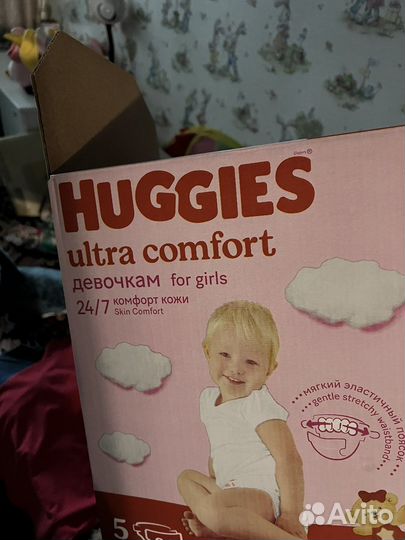 HUGGIES
ultra comfort
девочкам for girls
24/7 комфорт кожи
Skin Comfort
мягкий эластичный поясок
gentle stretchy waistband
5
Avito